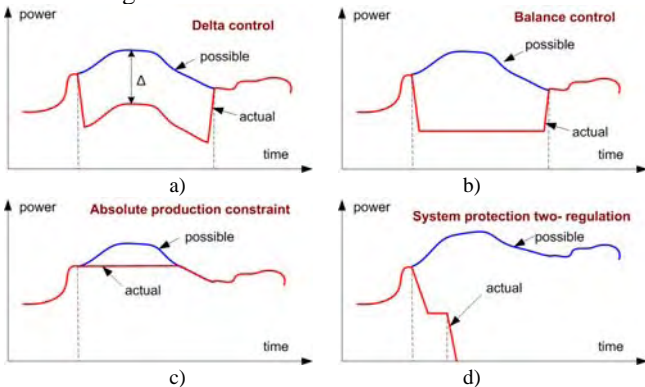 power
Delta control
possible
Δ
actual
time
a)
power
Balance control
possible
actual
time
b)
power
Absolute production constraint
possible
actual
time
c)
power
System protection two- regulation
possible
actual
time
d)